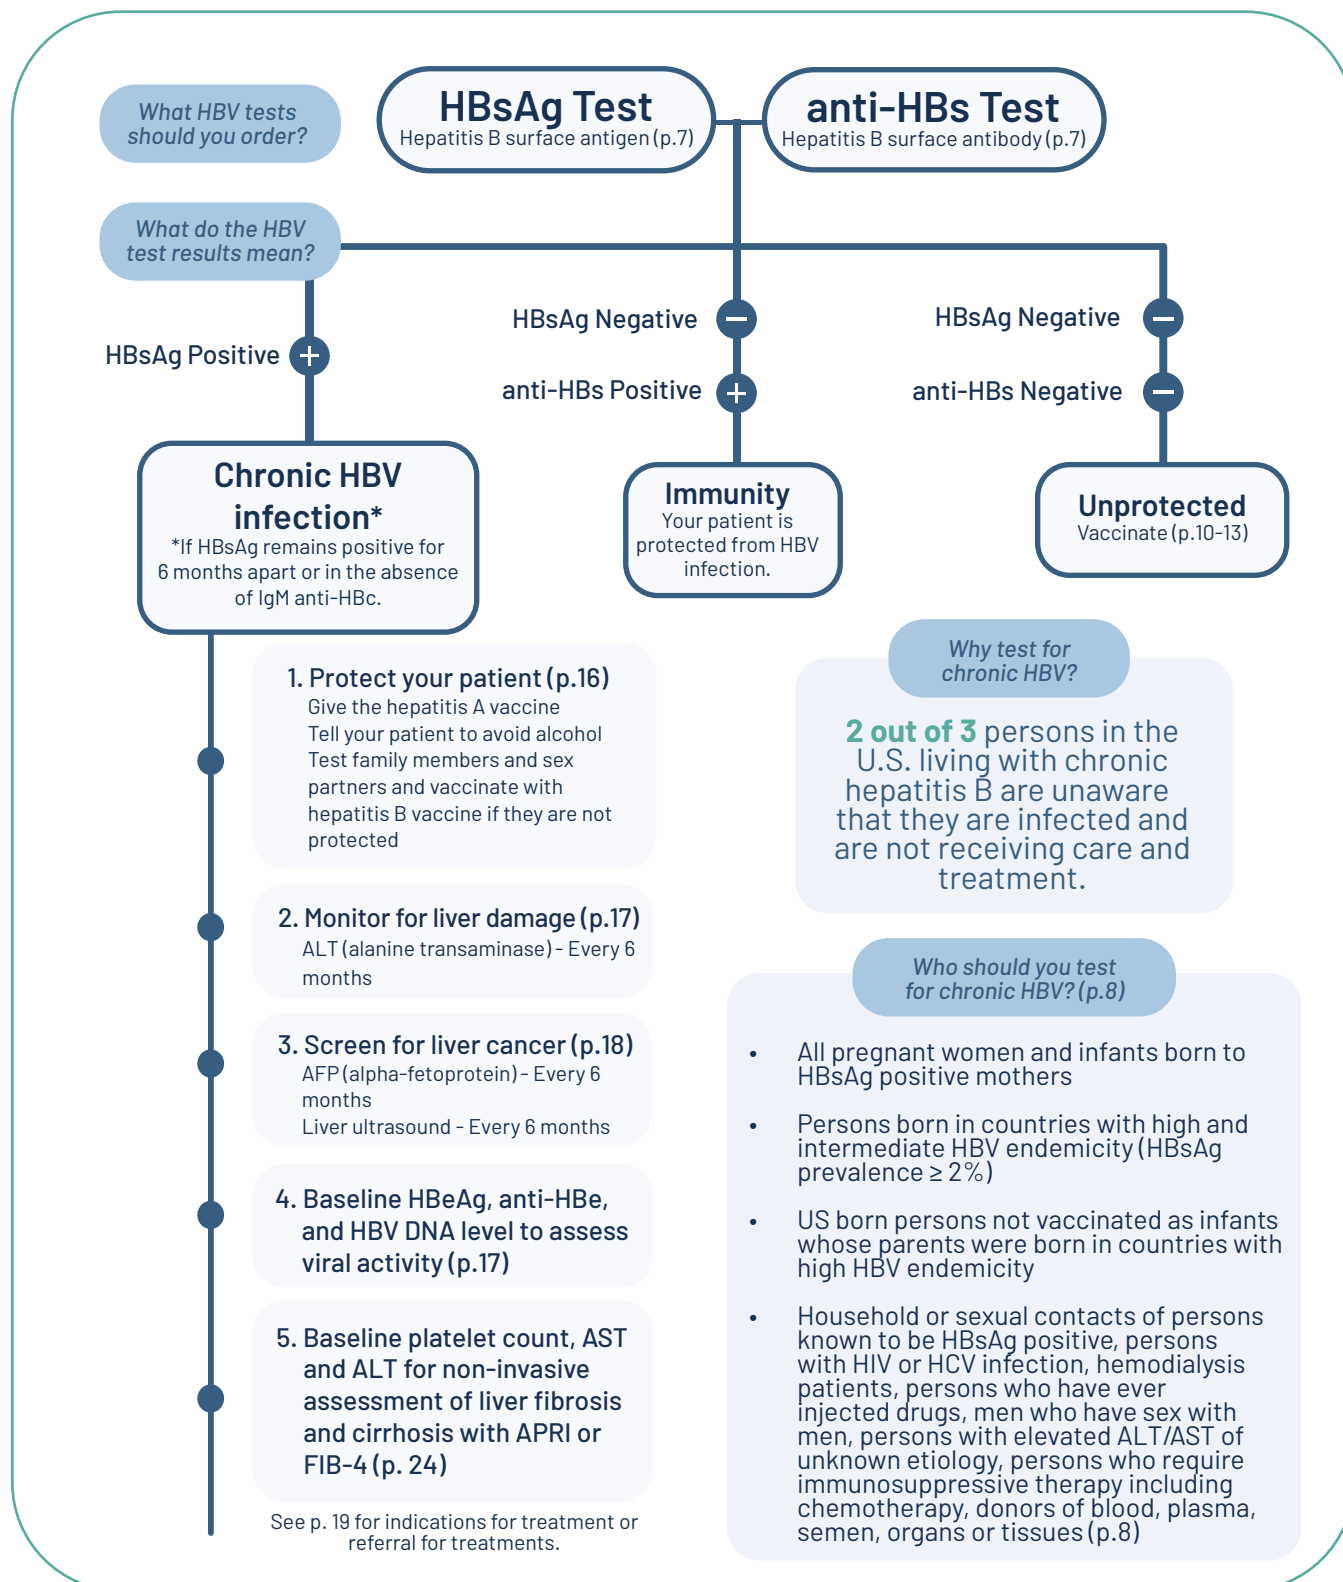 What HBV tests
should you order?
HBsAg Test
Hepatitis B surface antigen (p.7)
anti-HBs Test
Hepatitis B surface antibody (p.7)
What do the HBV
test results mean?
HBsAg Positive
HBsAg Negative
anti-HBs Positive
HBsAg Negative
anti-HBs Negative
Chronic HBV
infection*
*If HBsAg remains positive for
6 months apart or in the absence
of IgM anti-HBc.
Immunity
Your patient is
protected from HBV
infection.
Unprotected
Vaccinate (p.10-13)
1. Protect your patient (p.16)
Give the hepatitis A vaccine
Tell your patient to avoid alcohol
Test family members and sex
partners and vaccinate with
hepatitis B vaccine if they are not
protected
2. Monitor for liver damage (p.17)
ALT (alanine transaminase) - Every 6
months
3. Screen for liver cancer (p.18)
AFP (alpha-fetoprotein) - Every 6
months
Liver ultrasound - Every 6 months
4. Baseline HBeAg, anti-HBe,
and HBV DNA level to assess
viral activity (p.17)
5. Baseline platelet count, AST
and ALT for non-invasive
assessment of liver fibrosis
and cirrhosis with APRI or
FIB-4 (p. 24)
See p. 19 for indications for treatment or
referral for treatments.
Why test for
chronic HBV?
2 out of 3 persons in the
U.S. living with chronic
hepatitis B are unaware
that they are infected and
are not receiving care and
treatment.
Who should you test
for chronic HBV? (p.8)
• All pregnant women and infants born to
HBsAg positive mothers
• Persons born in countries with high and
intermediate HBV endemicity (HBsAg
prevalence ≥ 2%)
• US born persons not vaccinated as infants
whose parents were born in countries with
high HBV endemicity
• Household or sexual contacts of persons
known to be HBsAg positive, persons
with HIV or HCV infection, hemodialysis
patients, persons who have ever
injected drugs, men who have sex with
men, persons with elevated ALT/AST of
unknown etiology, persons who require
immunosuppressive therapy including
chemotherapy, donors of blood, plasma,
semen, organs or tissues (p.8)